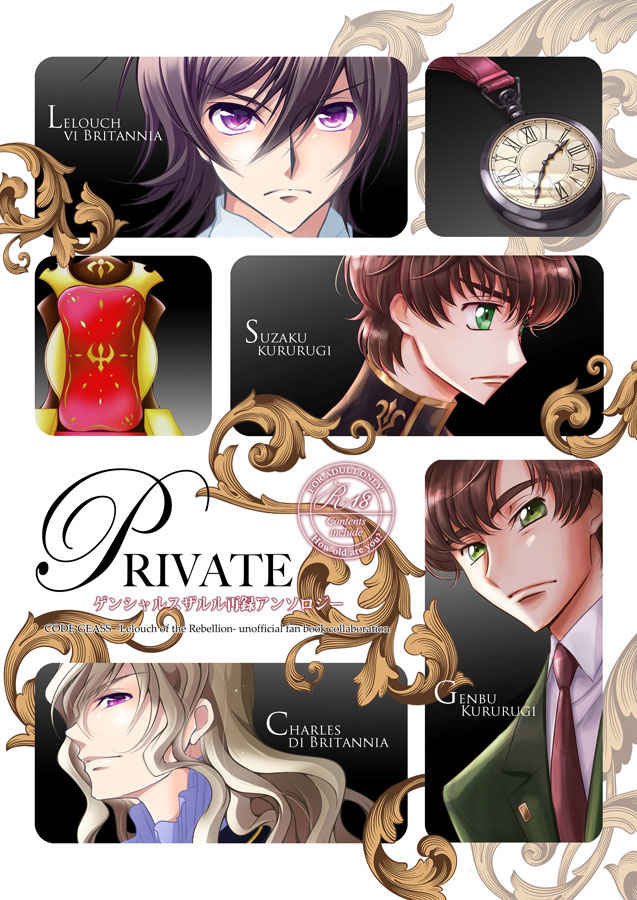 LELOUCH
VI BRITANNIA
SUZAKU
KURURUGI
FOR ADULT ONLY!
R-18
Contents
include
How old are you?
PRIVATE
ゲンシャルスザルル再録アンソロジー
CODE GEASS -Lelouch of the Rebellion- unofficial fan book collaboration
GENBU
KURURUGI
CHARLES
DI BRITANNIA